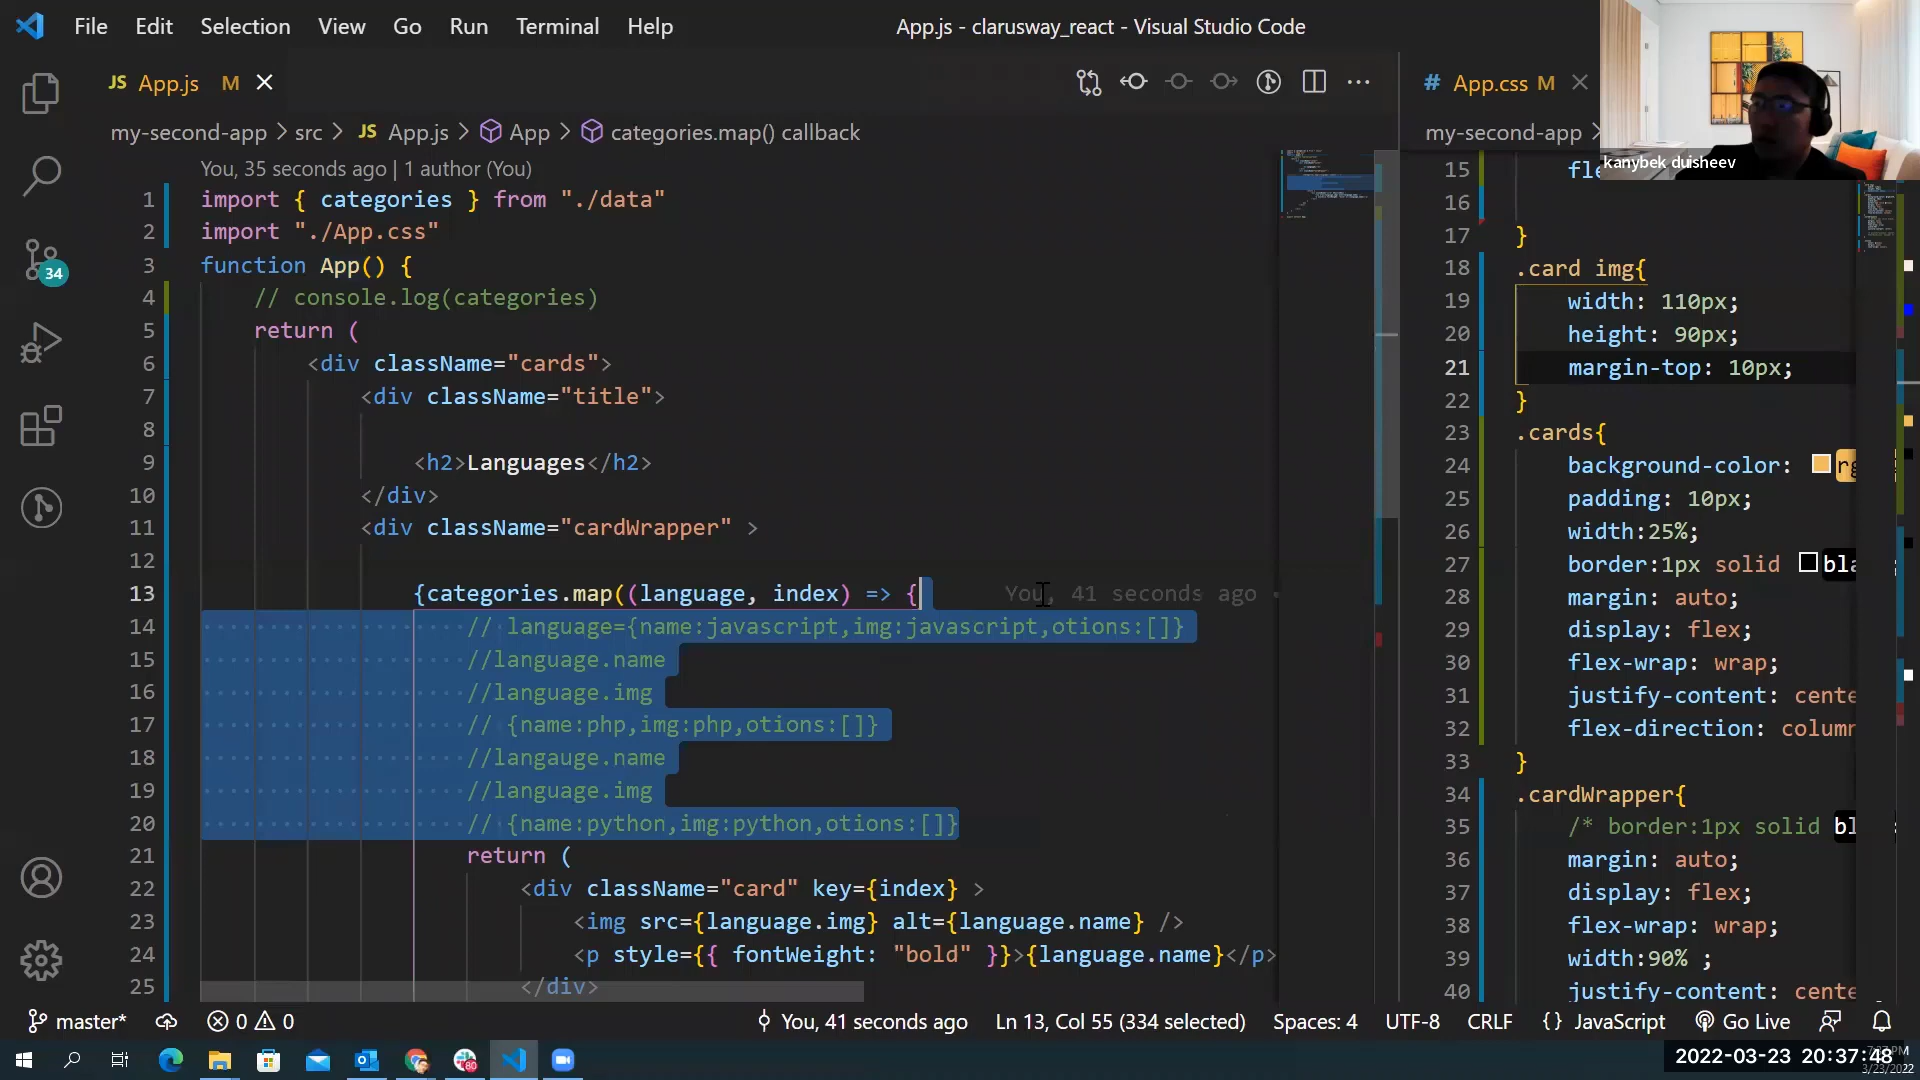 File Edit Selection View Go Run Terminal Help
App.js - clarusway_react - Visual Studio Code
JS App.js M
# App.css M
my-second-app > src > JS App.js > App > categories.map() callback
my-second-app >
kanybek duisheev
You, 35 seconds ago | 1 author (You)
1 import { categories } from "./data"
2 import "./App.css"
3 function App() {
4 // console.log(categories)
5 return (
6 <div className="cards">
7 <div className="title">
8
9 <h2>Languages</h2>
10 </div>
11 <div className="cardWrapper" >
12
13 {categories.map((language, index) => { You, 41 seconds ago
14 // language={name:javascript,img:javascript,otions:[]}
15 //language.name
16 //language.img
17 // {name:php,img:php,otions:[]}
18 //langauge.name
19 //language.img
20 // {name:python,img:python,otions:[]}
21 return (
22 <div className="card" key={index} >
23 <img src={language.img} alt={language.name} />
24 <p style={{ fontWeight: "bold" }}>{language.name}</p>
25 </div>
15 fle
16
17 }
18 .card img{
19 width: 110px;
20 height: 90px;
21 margin-top: 10px;
22 }
23 .cards{
24 background-color: rg
25 padding: 10px;
26 width:25%;
27 border:1px solid bla
28 margin: auto;
29 display: flex;
30 flex-wrap: wrap;
31 justify-content: cente
32 flex-direction: column
33 }
34 .cardWrapper{
35 /* border:1px solid bl
36 margin: auto;
37 display: flex;
38 flex-wrap: wrap;
39 width:90% ;
40 justify-content: cente
34
master* 0 0 You, 41 seconds ago Ln 13, Col 55 (334 selected) Spaces: 4 UTF-8 CRLF {} JavaScript Go Live
80
2022-03-23 20:37:48
3/23/2022